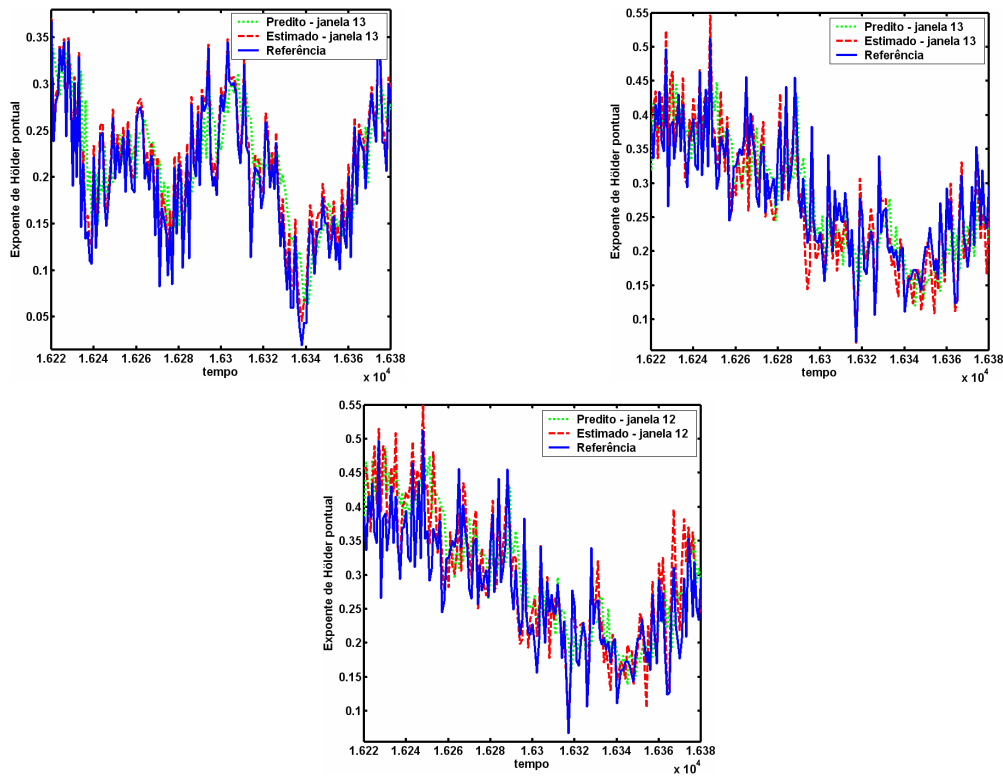 Predito - janela 13
Estimado - janela 13
Referência
Expoente de Hölder pontual
0.35
0.3
0.25
0.2
0.15
0.1
0.05
1.622 1.624 1.626 1.628 1.63 1.632 1.634 1.636 1.638
tempo
x 10⁴
Predito - janela 13
Estimado - janela 13
Referência
Expoente de Hölder pontual
0.55
0.5
0.45
0.4
0.35
0.3
0.25
0.2
0.15
0.1
1.622 1.624 1.626 1.628 1.63 1.632 1.634 1.636 1.638
tempo
x 10⁴
Predito - janela 12
Estimado - janela 12
Referência
Expoente de Hölder pontual
0.55
0.5
0.45
0.4
0.35
0.3
0.25
0.2
0.15
0.1
1.622 1.624 1.626 1.628 1.63 1.632 1.634 1.636 1.638
tempo
x 10⁴